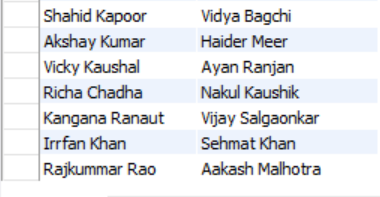 Shahid Kapoor Vidya Bagchi
Akshay Kumar Haider Meer
Vicky Kaushal Ayan Ranjan
Richa Chadha Nakul Kaushik
Kangana Ranaut Vijay Salgaonkar
Irrfan Khan Sehmat Khan
Rajkummar Rao Aakash Malhotra